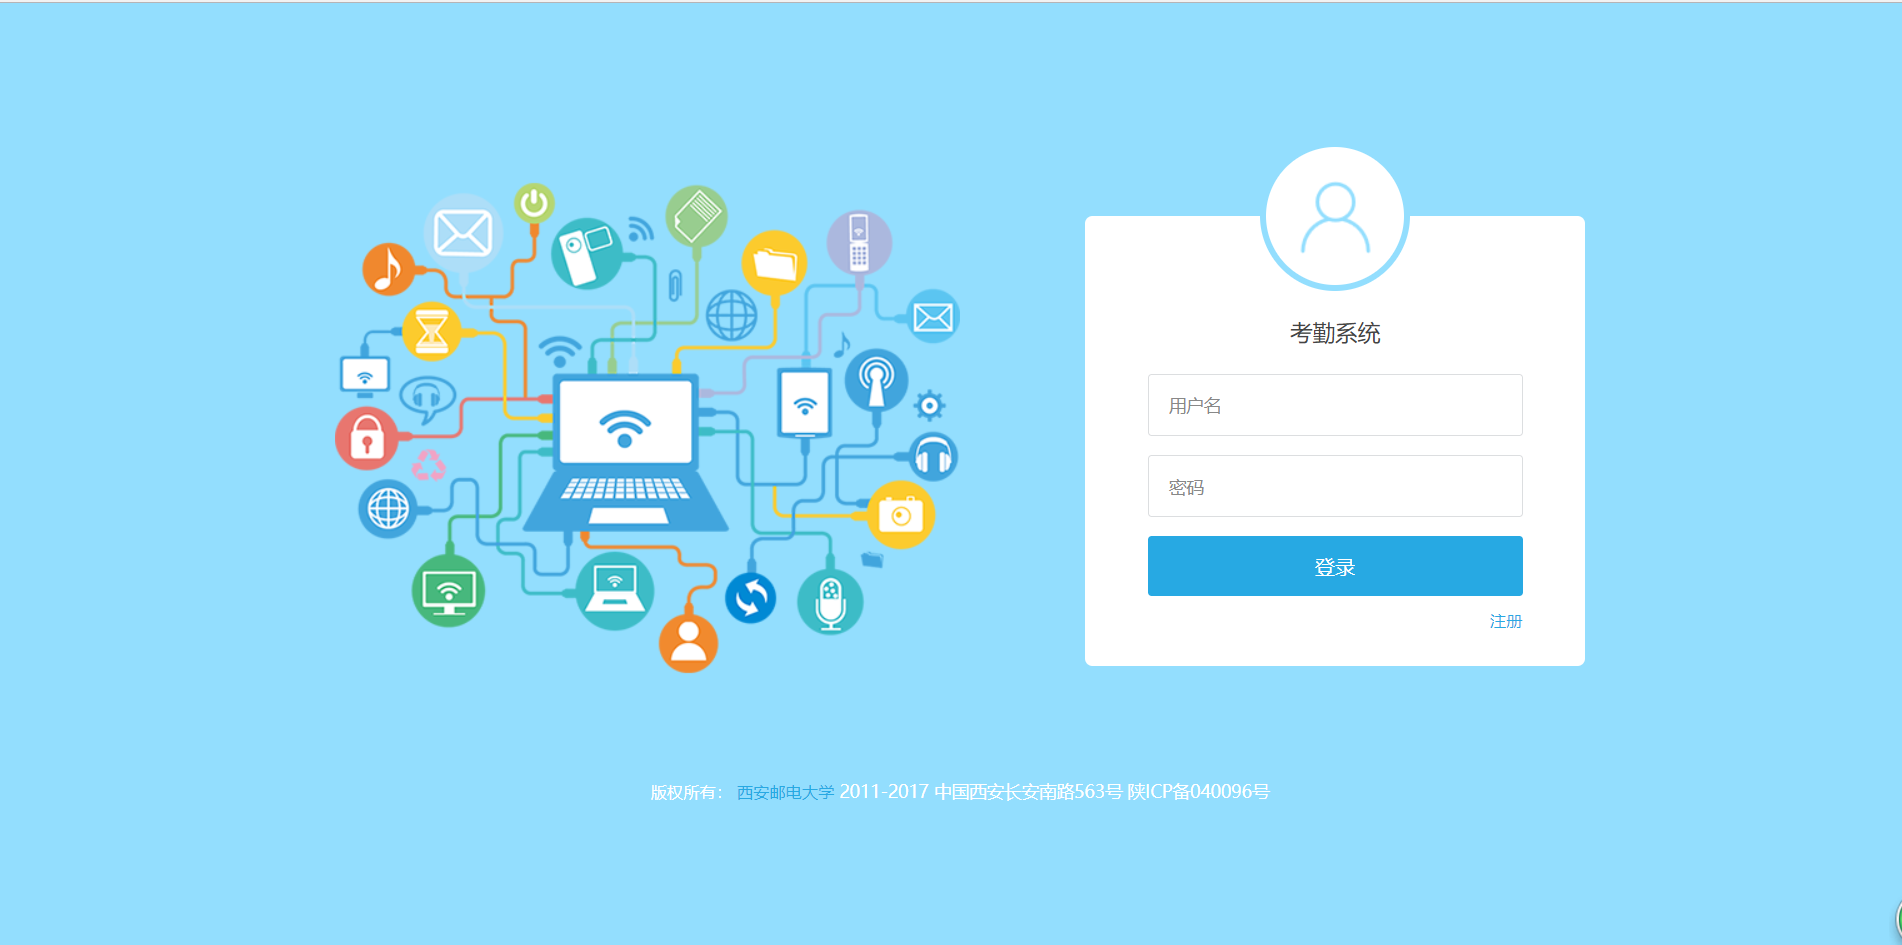 考勤系统
用户名
密码
登录
注册
版权所有： 西安邮电大学 2011-2017 中国西安长安南路563号 陕ICP备040096号